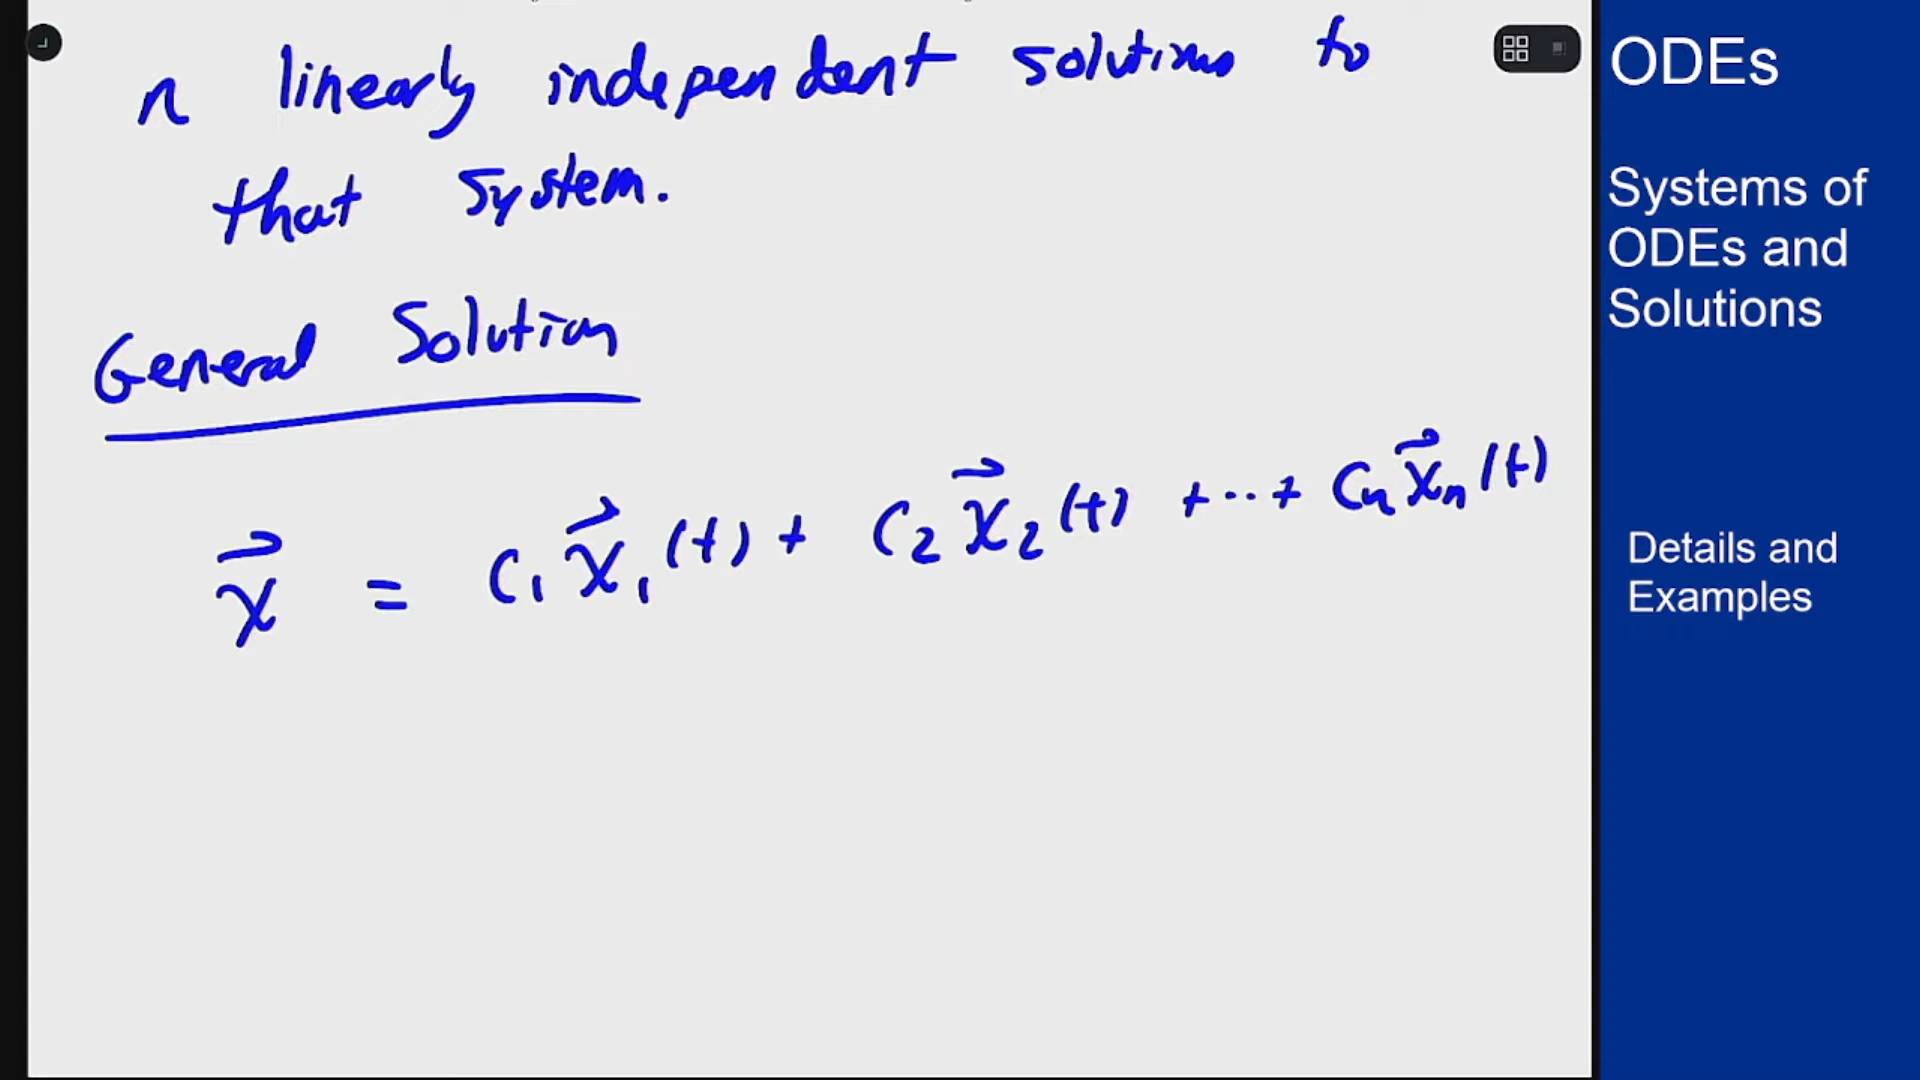 n linearly independent solutions to
that system.
General Solution
x⃗ = c₁x⃗₁(t) + c₂x⃗₂(t) + ⋯ + cₙx⃗ₙ(t)
ODEs
Systems of
ODEs and
Solutions
Details and
Examples